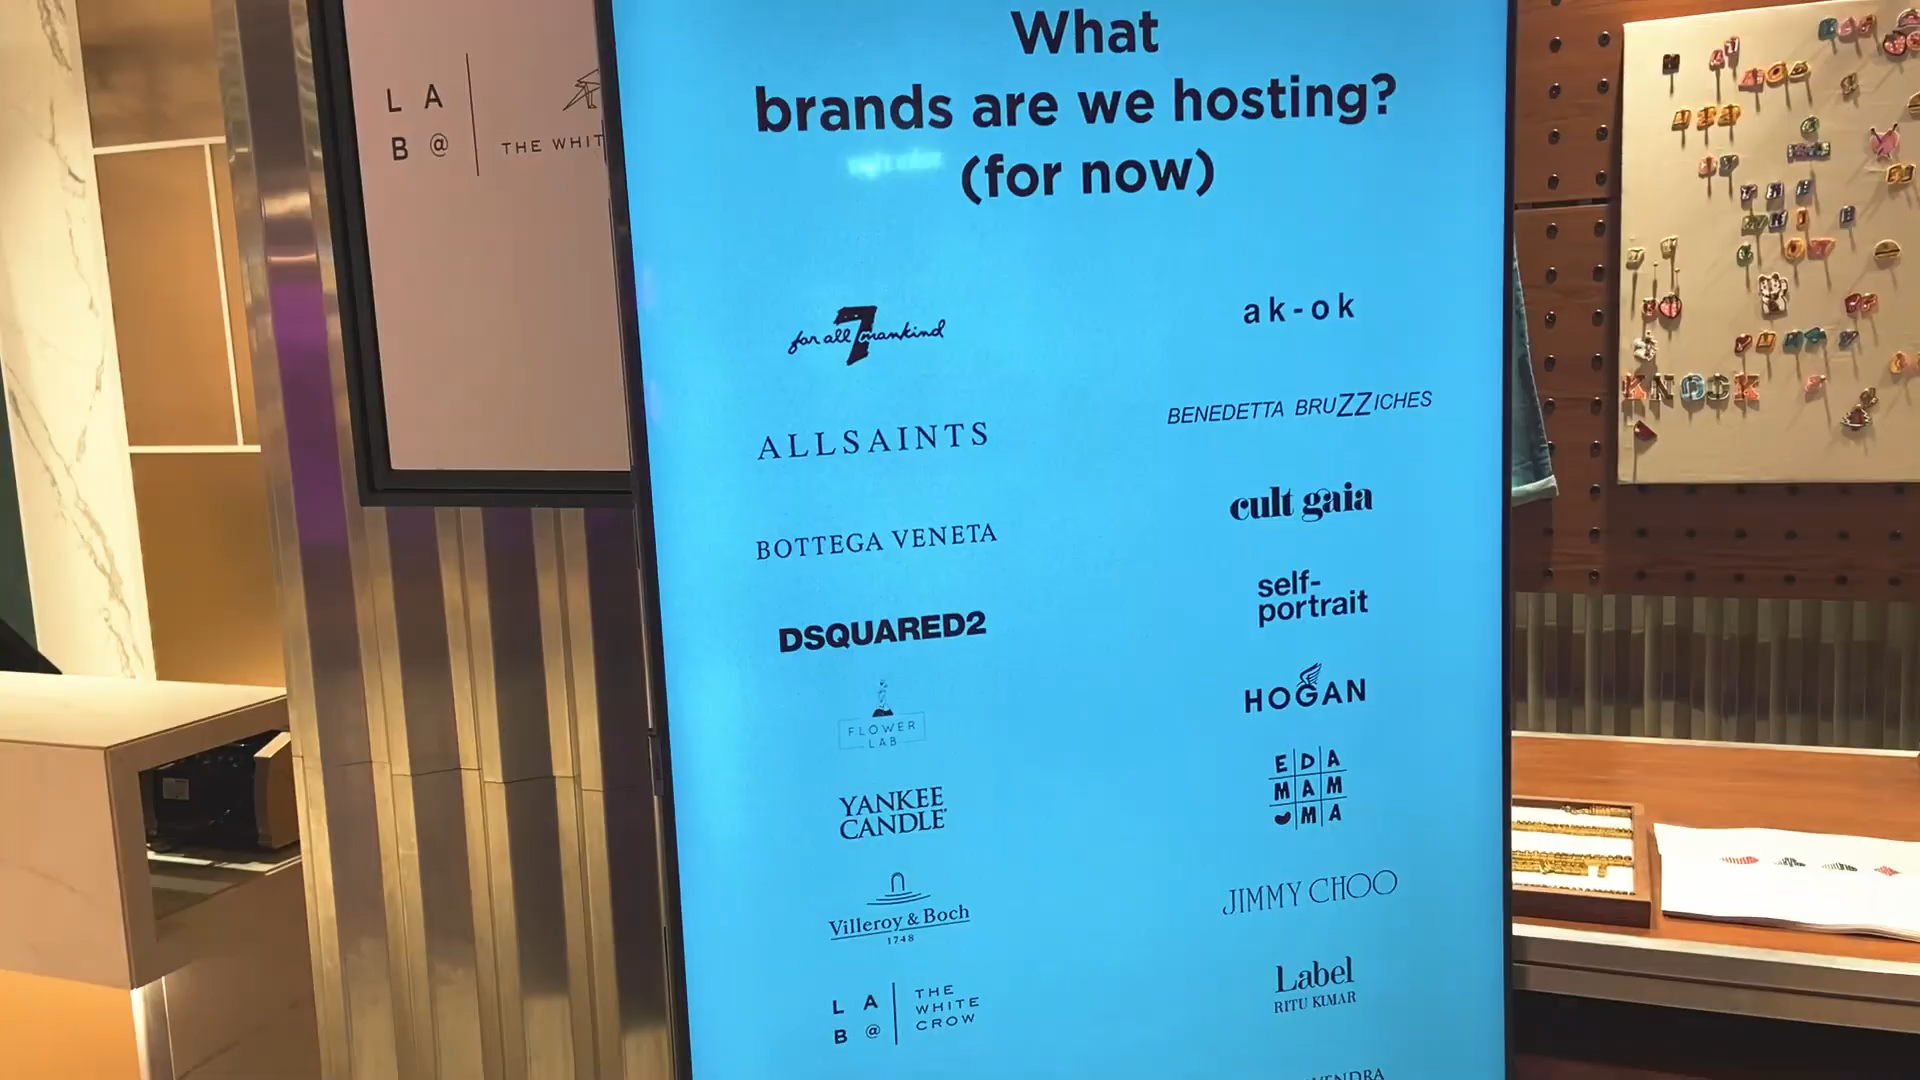 What
brands are we hosting?
(for now)
L A
B @
THE WHIT
for all 7 mankind
ALLSAINTS
BOTTEGA VENETA
DSQUARED2
FLOWER
LAB
YANKEE
CANDLE
Villeroy & Boch
1748
L A
B @
THE
WHITE
CROW
ak-ok
BENEDETTA BRUZZICHES
cult gaia
self-
portrait
HOGAN
E D A
M A M
M A
JIMMY CHOO
Label
RITU KUMAR
KNOCK